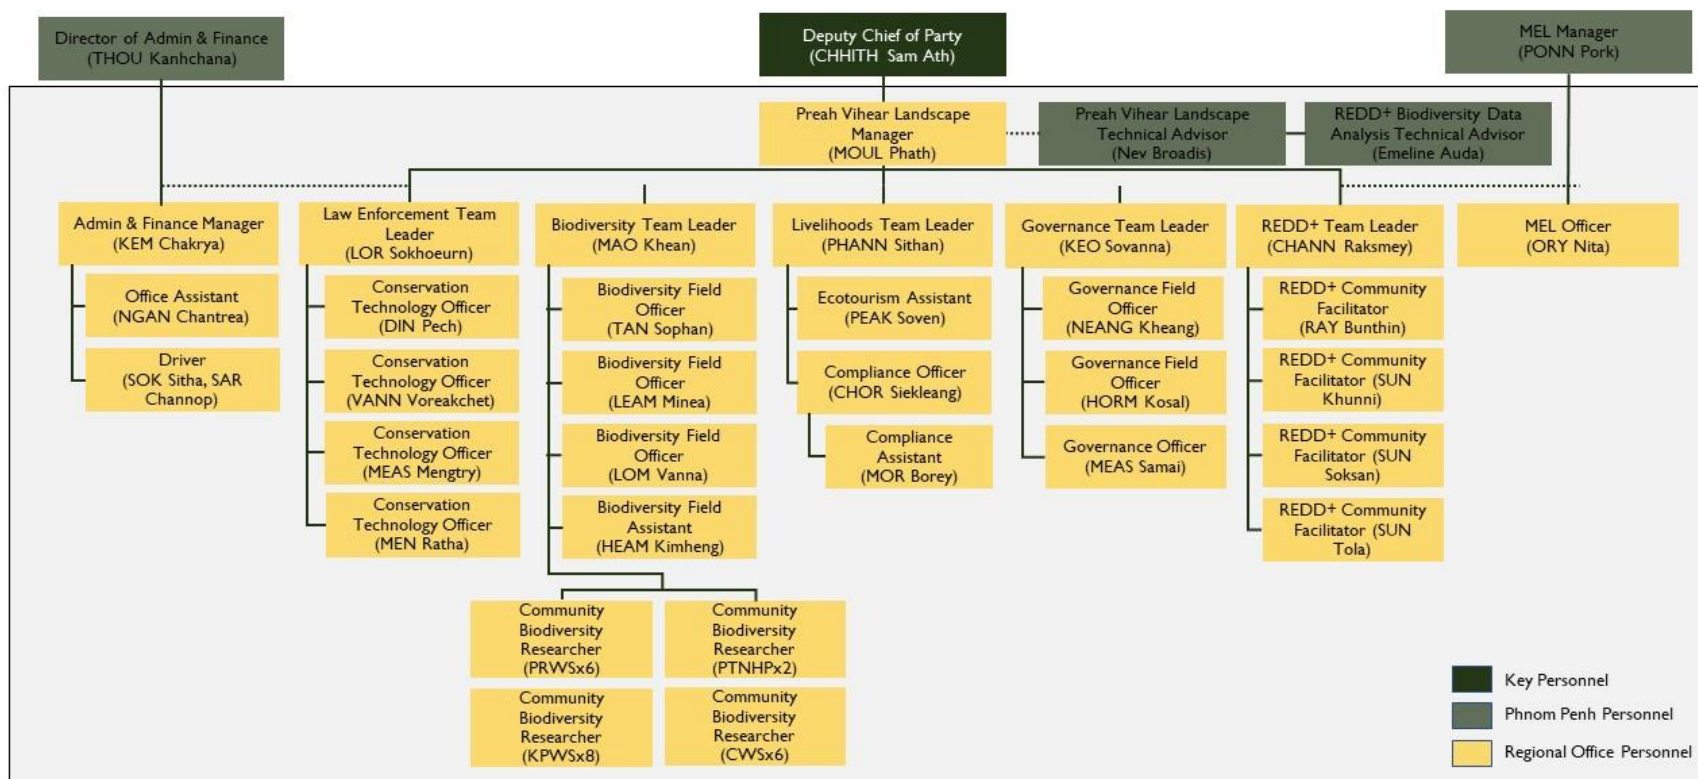 Director of Admin & Finance
(THOU Kanhchana)
Deputy Chief of Party
(CHHITH Sam Ath)
MEL Manager
(PONN Pork)
Preah Vihear Landscape
Manager
(MOUL Phath)
Preah Vihear Landscape
Technical Advisor
(Nev Broadis)
REDD+ Biodiversity Data
Analysis Technical Advisor
(Emeline Auda)
Admin & Finance Manager
(KEM Chakrya)
Office Assistant
(NGAN Chantrea)
Driver
(SOK Sitha, SAR
Channop)
Law Enforcement Team
Leader
(LOR Sokhoeurn)
Conservation
Technology Officer
(DIN Pech)
Conservation
Technology Officer
(VANN Voreakchet)
Conservation
Technology Officer
(MEAS Mengtry)
Conservation
Technology Officer
(MEN Ratha)
Biodiversity Team Leader
(MAO Khean)
Biodiversity Field
Officer
(TAN Sophan)
Biodiversity Field
Officer
(LEAM Minea)
Biodiversity Field
Officer
(LOM Vanna)
Biodiversity Field
Assistant
(HEAM Kimheng)
Community
Biodiversity
Researcher
(PRWSx6)
Community
Biodiversity
Researcher
(PTNHPx2)
Community
Biodiversity
Researcher
(KPWSx8)
Community
Biodiversity
Researcher
(CWSx6)
Livelihoods Team Leader
(PHANN Sithan)
Ecotourism Assistant
(PEAK Soven)
Compliance Officer
(CHOR Siekleang)
Compliance
Assistant
(MOR Borey)
Governance Team Leader
(KEO Sovanna)
Governance Field
Officer
(NEANG Kheang)
Governance Field
Officer
(HORM Kosal)
Governance Officer
(MEAS Samai)
REDD+ Team Leader
(CHANN Raksmey)
REDD+ Community
Facilitator
(RAY Bunthin)
REDD+ Community
Facilitator (SUN
Khunni)
REDD+ Community
Facilitator (SUN
Soksan)
REDD+ Community
Facilitator (SUN
Tola)
MEL Officer
(ORY Nita)
Key Personnel
Phnom Penh Personnel
Regional Office Personnel